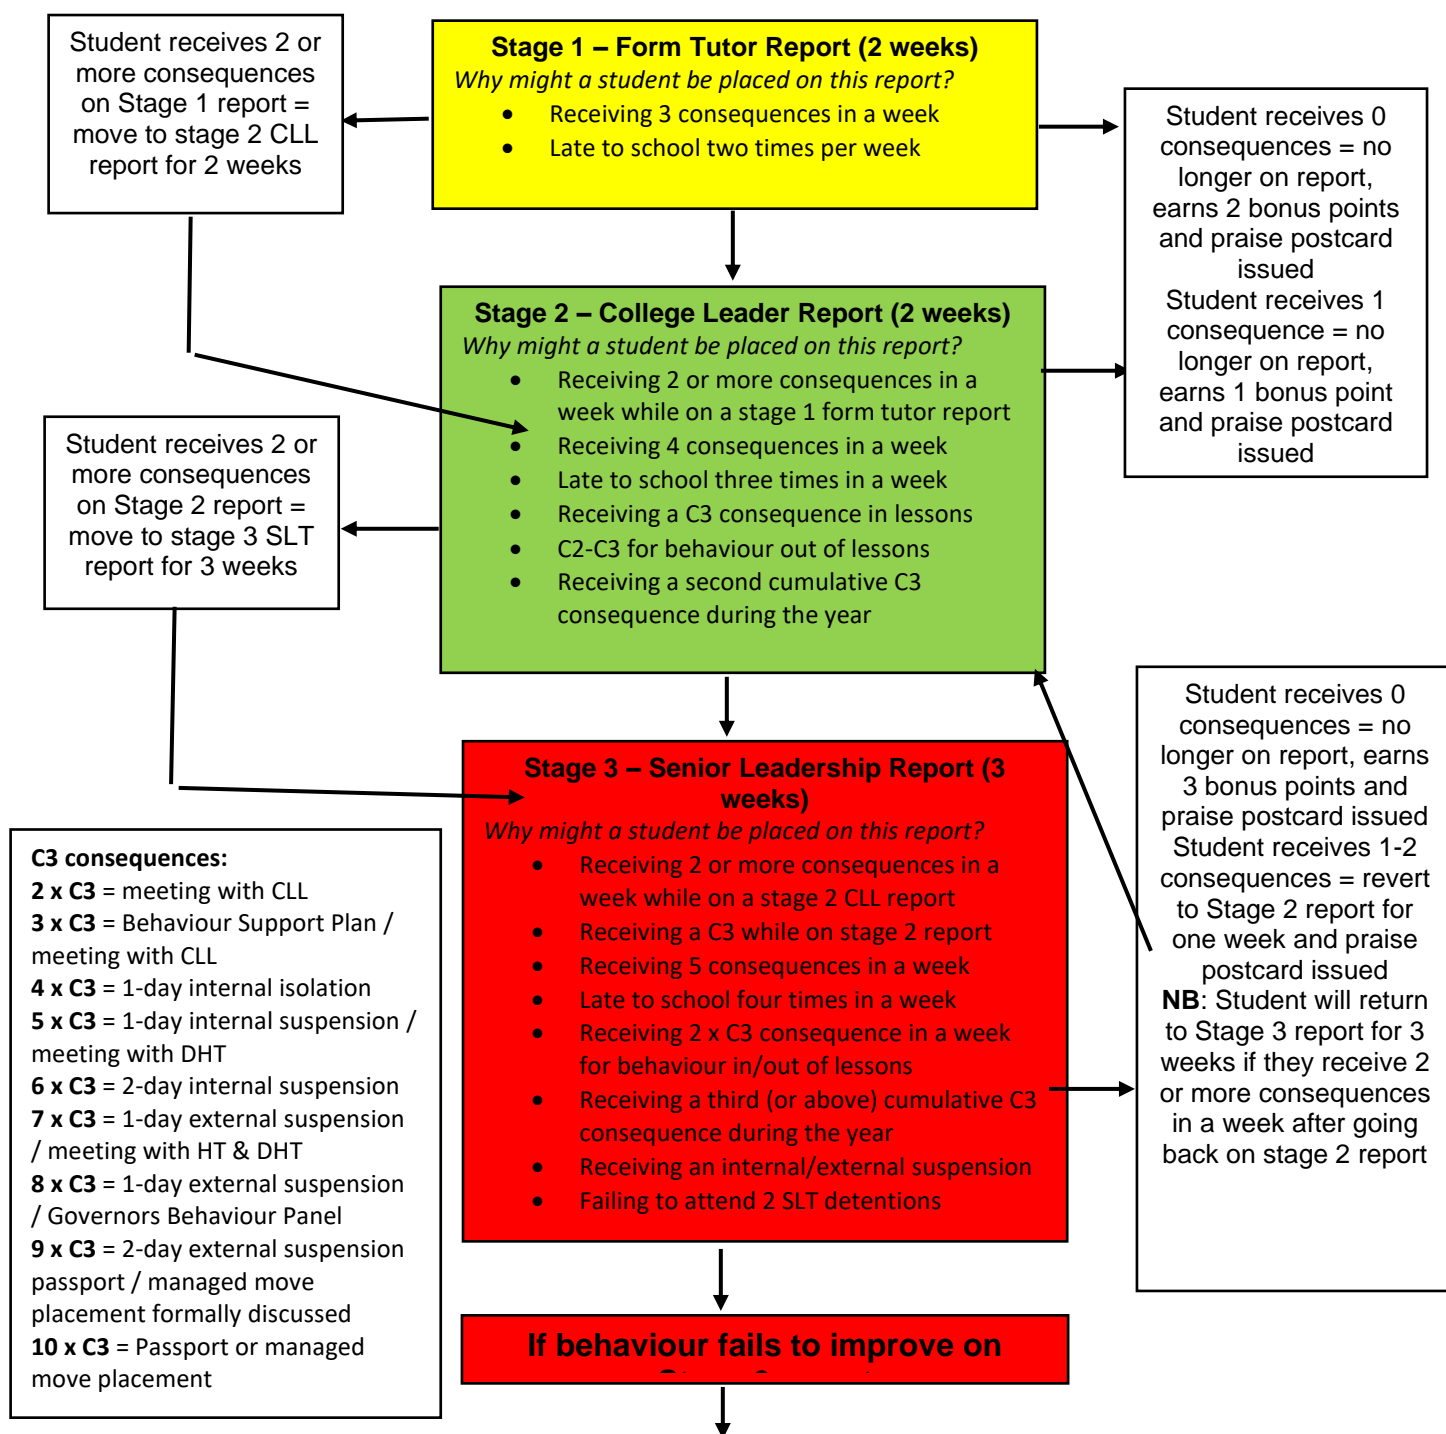 Student receives 2 or
more consequences
on Stage 1 report =
move to stage 2 CLL
report for 2 weeks
Stage 1 – Form Tutor Report (2 weeks)
Why might a student be placed on this report?
• Receiving 3 consequences in a week
• Late to school two times per week
Student receives 0
consequences = no
longer on report,
earns 2 bonus points
and praise postcard
issued
Student receives 1
consequence = no
longer on report,
earns 1 bonus point
and praise postcard
issued
Stage 2 – College Leader Report (2 weeks)
Why might a student be placed on this report?
• Receiving 2 or more consequences in a
week while on a stage 1 form tutor report
• Receiving 4 consequences in a week
• Late to school three times in a week
• Receiving a C3 consequence in lessons
• C2-C3 for behaviour out of lessons
• Receiving a second cumulative C3
consequence during the year
Student receives 2 or
more consequences
on Stage 2 report =
move to stage 3 SLT
report for 3 weeks
Stage 3 – Senior Leadership Report (3
weeks)
Why might a student be placed on this report?
• Receiving 2 or more consequences in a
week while on a stage 2 CLL report
• Receiving a C3 while on stage 2 report
• Receiving 5 consequences in a week
• Late to school four times in a week
• Receiving 2 x C3 consequence in a week
for behaviour in/out of lessons
• Receiving a third (or above) cumulative C3
consequence during the year
• Receiving an internal/external suspension
• Failing to attend 2 SLT detentions
Student receives 0
consequences = no
longer on report, earns
3 bonus points and
praise postcard issued
Student receives 1-2
consequences = revert
to Stage 2 report for
one week and praise
postcard issued
NB: Student will return
to Stage 3 report for 3
weeks if they receive 2
or more consequences
in a week after going
back on stage 2 report
C3 consequences:
2 x C3 = meeting with CLL
3 x C3 = Behaviour Support Plan /
meeting with CLL
4 x C3 = 1-day internal isolation
5 x C3 = 1-day internal suspension /
meeting with DHT
6 x C3 = 2-day internal suspension
7 x C3 = 1-day external suspension
/ meeting with HT & DHT
8 x C3 = 1-day external suspension
/ Governors Behaviour Panel
9 x C3 = 2-day external suspension
passport / managed move
placement formally discussed
10 x C3 = Passport or managed
move placement
If behaviour fails to improve on